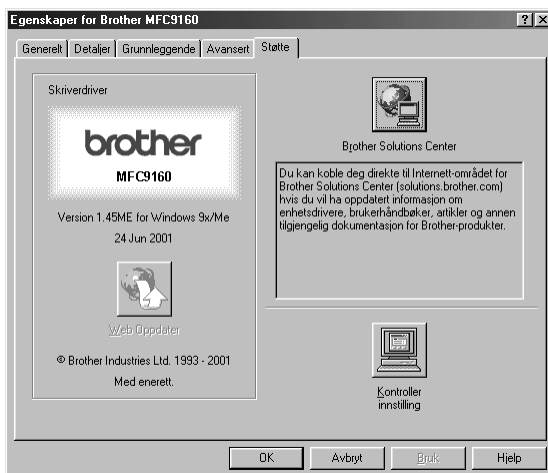 Egenskaper for Brother MFC9160
Generelt Detaljer Grunnleggende Avansert Støtte
Skriverdriver
brother
MFC9160
Version 1.45ME for Windows 9x/Me
24 Jun 2001
Web Oppdater
© Brother Industries Ltd. 1993 - 2001
Med enerett.
Brother Solutions Center
Du kan koble deg direkte til Internet-området for
Brother Solutions Center (solutions.brother.com)
hvis du vil ha oppdatert informasjon om
enhetsdrivere, brukerhåndbøker, artikler og annen
tilgjengelig dokumentasjon for Brother-produkter.
Kontroller
innstilling
OK Avbryt Bruk Hjelp